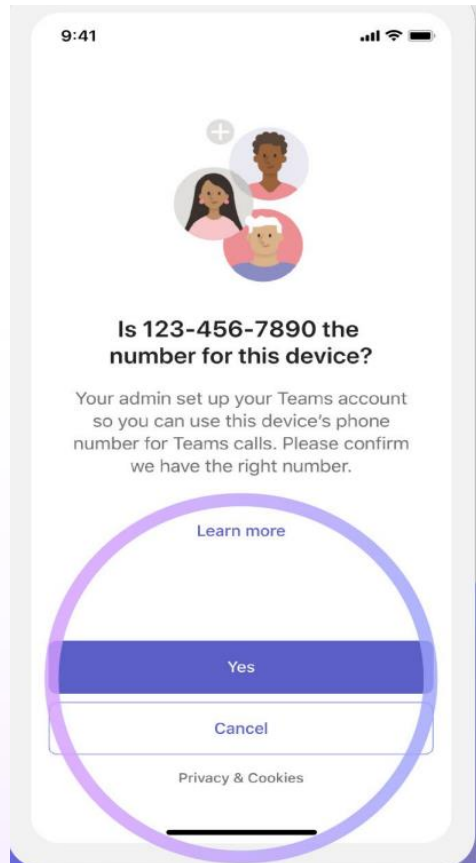 9:41
Is 123-456-7890 the
number for this device?
Your admin set up your Teams account
so you can use this device's phone
number for Teams calls. Please confirm
we have the right number.
Learn more
Yes
Cancel
Privacy & Cookies